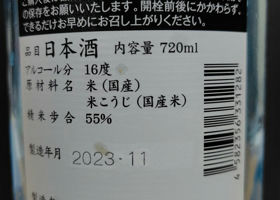 の保存をお願いいたします。開栓前後にかかわらず、
お早めにお召し上がりください。
品目 日本酒 内容量 720ml
アルコール分 16度
原材料名 米(国産)
米こうじ(国産米)
精米歩合 55%
製造年月 2023.11
4582356331282